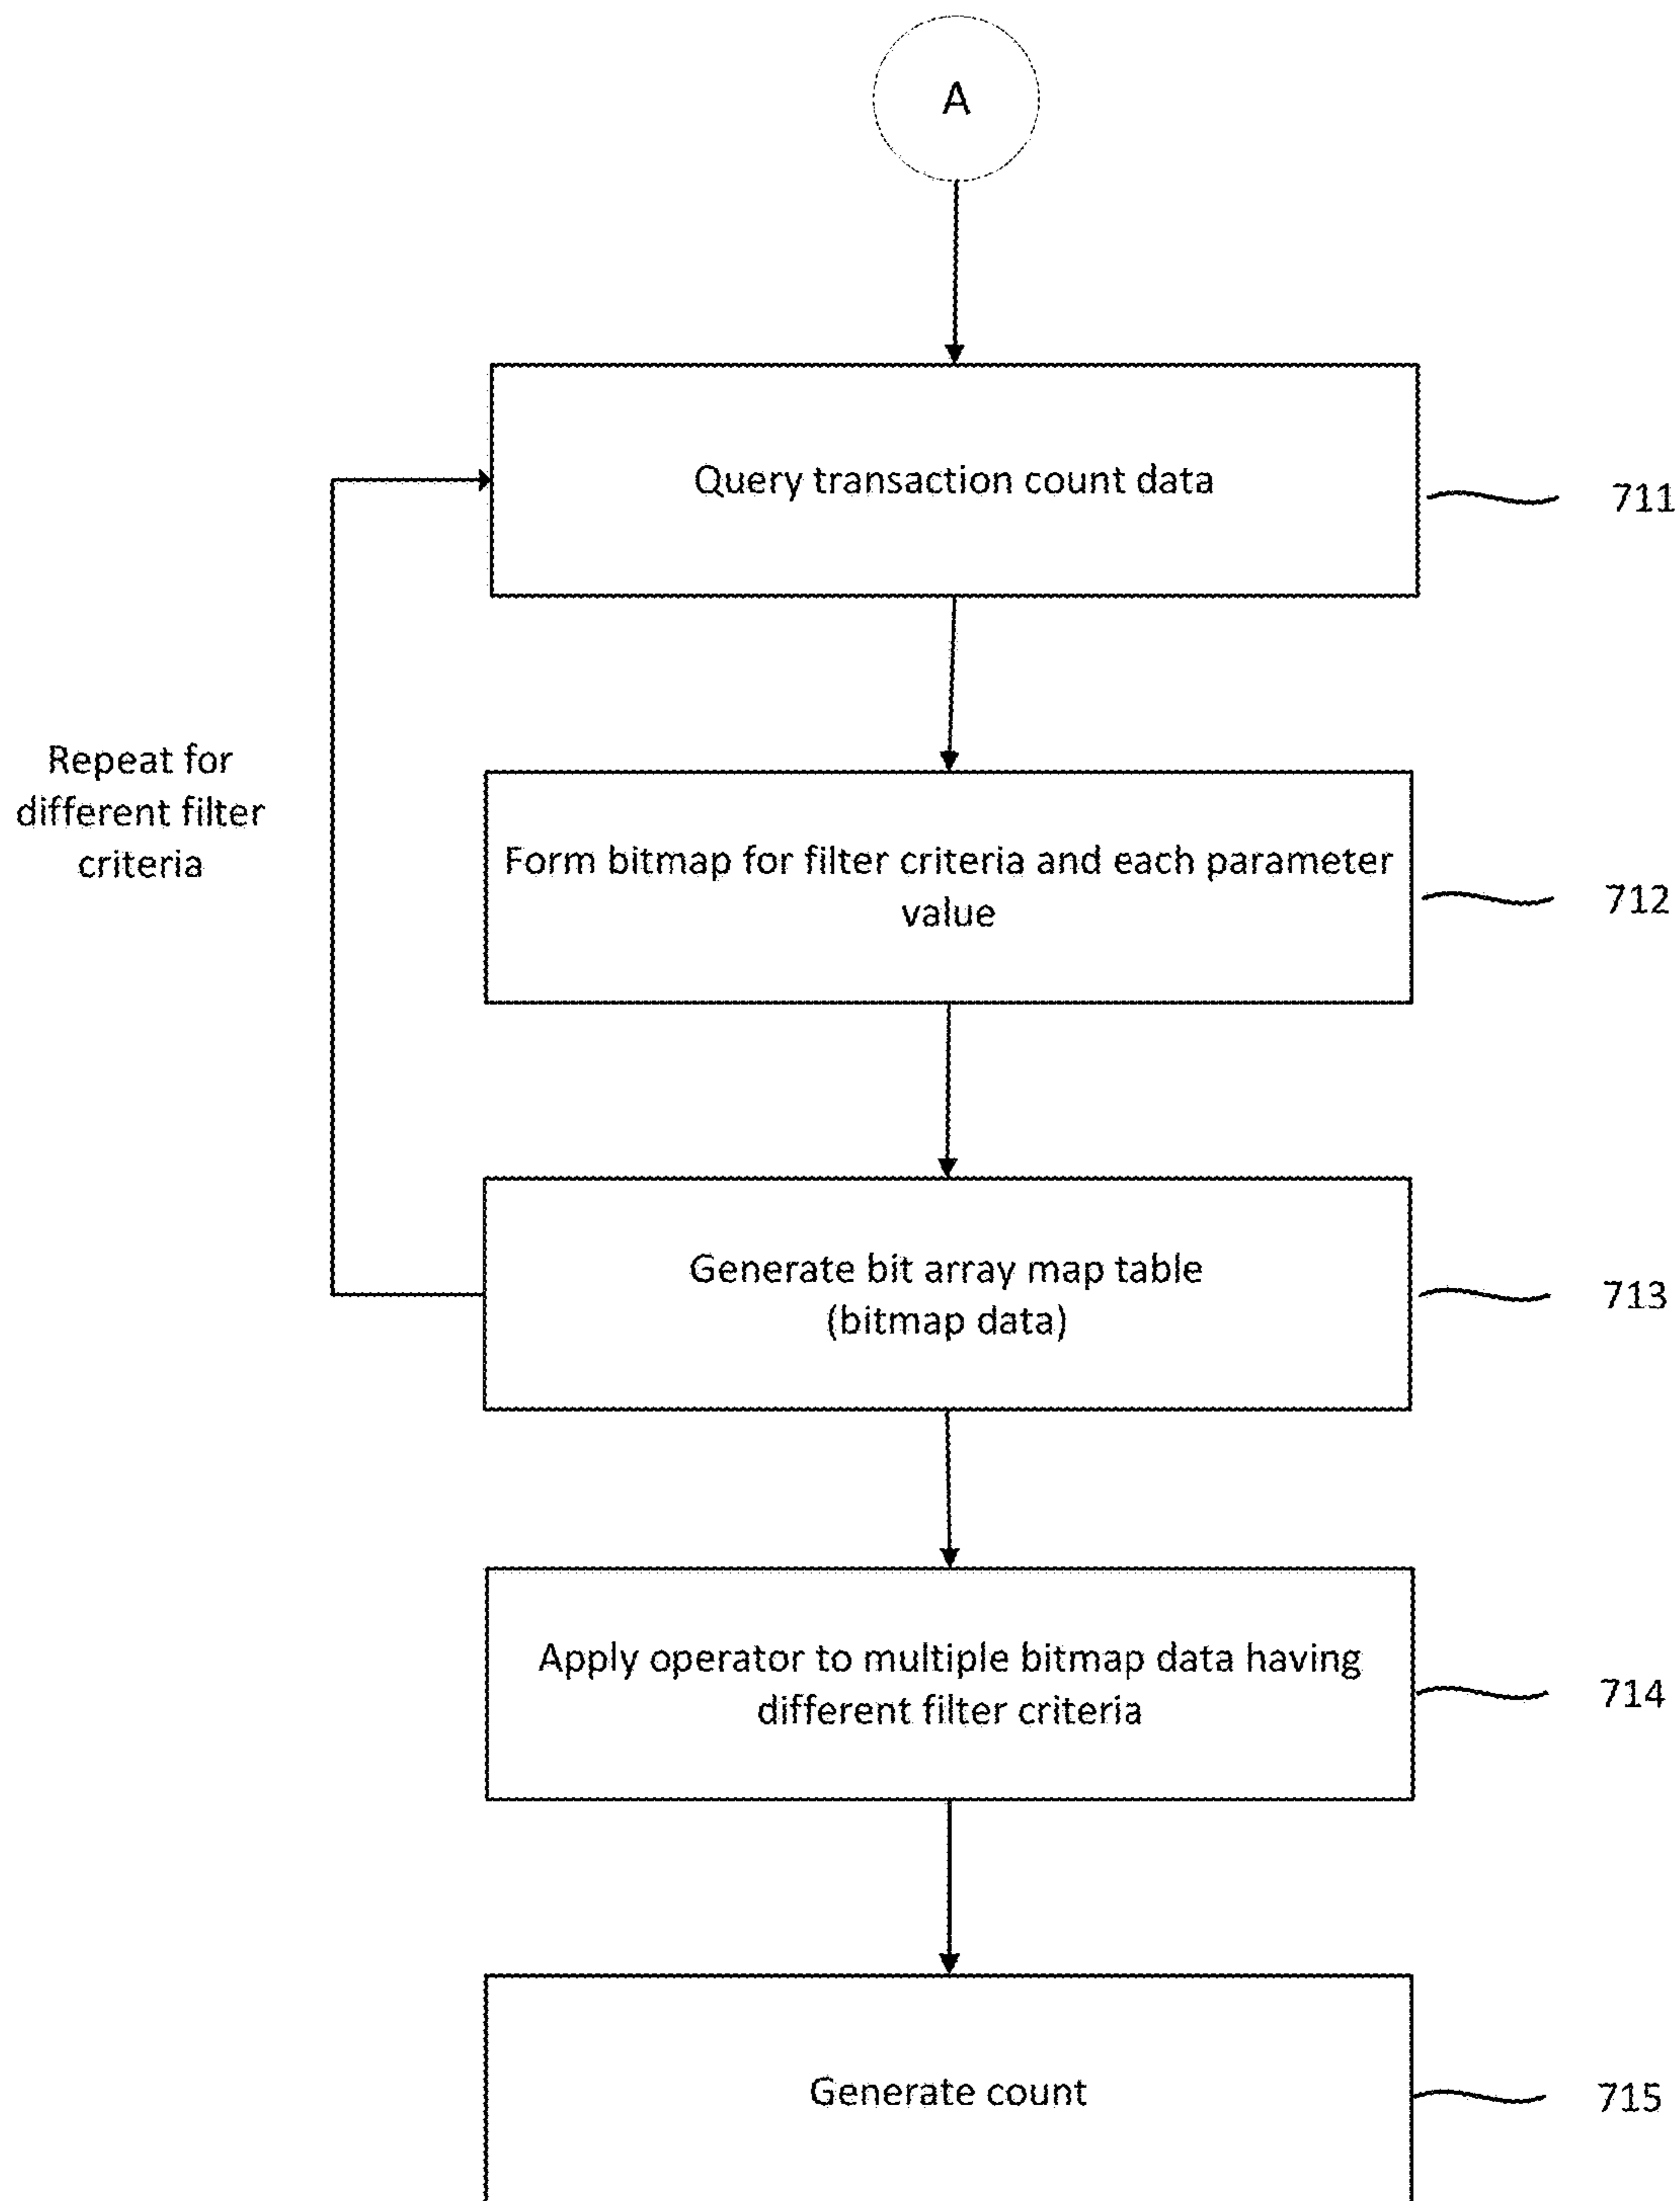 A
Query transaction count data
711
Repeat for
different filter
criteria
Form bitmap for filter criteria and each parameter
value
712
Generate bit array map table
(bitmap data)
713
Apply operator to multiple bitmap data having
different filter criteria
714
Generate count
715